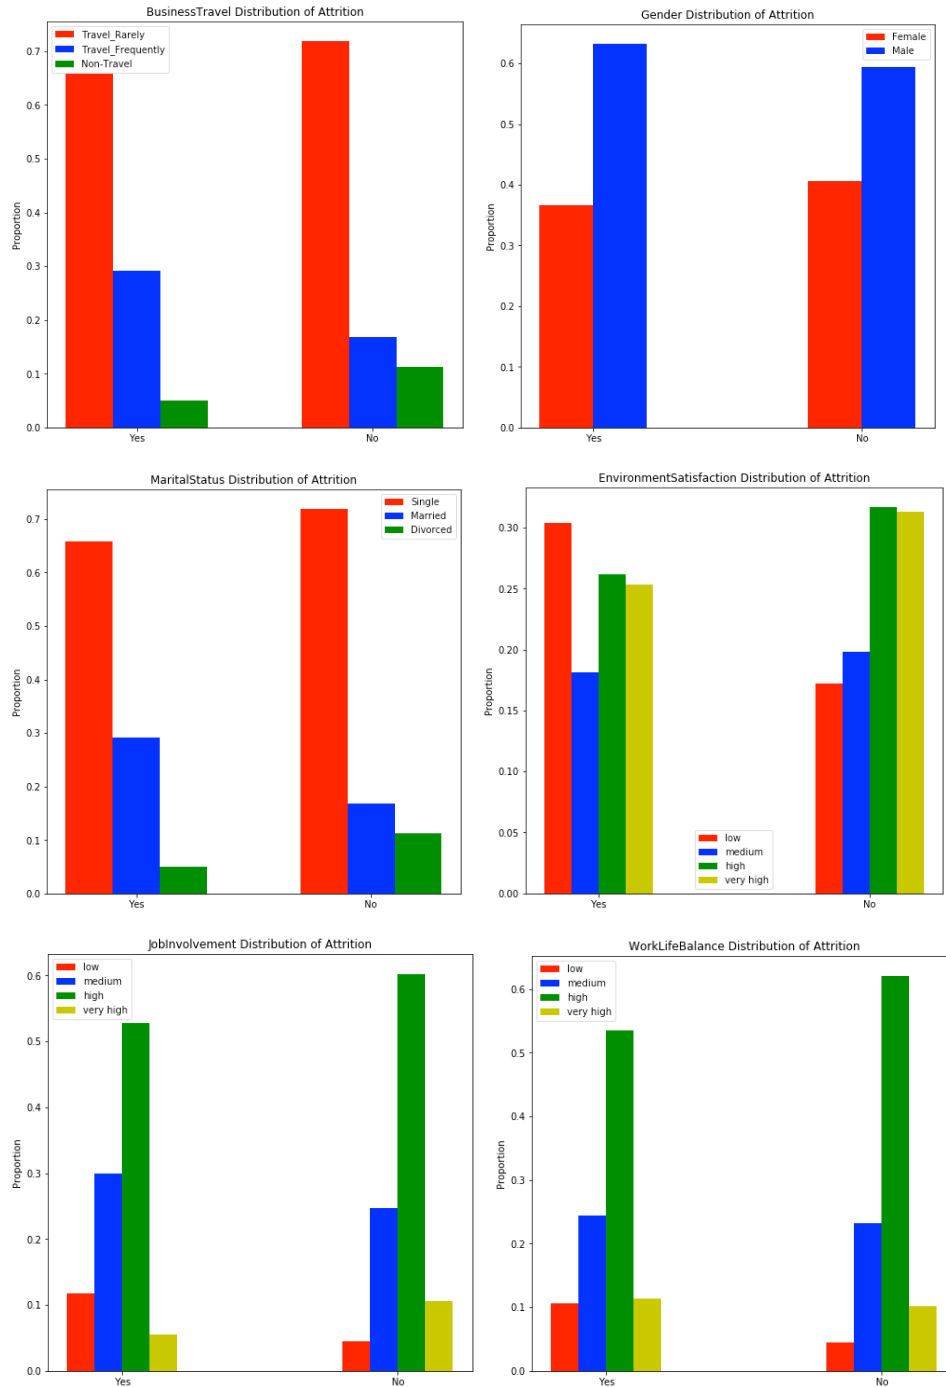 BusinessTravel Distribution of Attrition
Travel_Rarely
Travel_Frequently
Non-Travel
0.7
0.6
0.5
0.4
0.3
0.2
0.1
0.0
Proportion
Yes
No
Gender Distribution of Attrition
Female
Male
0.6
0.5
0.4
0.3
0.2
0.1
0.0
Proportion
Yes
No
MaritalStatus Distribution of Attrition
Single
Married
Divorced
0.7
0.6
0.5
0.4
0.3
0.2
0.1
0.0
Proportion
Yes
No
EnvironmentSatisfaction Distribution of Attrition
0.30
0.25
0.20
0.15
0.10
0.05
0.00
Proportion
low
medium
high
very high
Yes
No
JobInvolvement Distribution of Attrition
low
medium
high
very high
0.6
0.5
0.4
0.3
0.2
0.1
0.0
Proportion
Yes
No
WorkLifeBalance Distribution of Attrition
low
medium
high
very high
0.6
0.5
0.4
0.3
0.2
0.1
0.0
Proportion
Yes
No